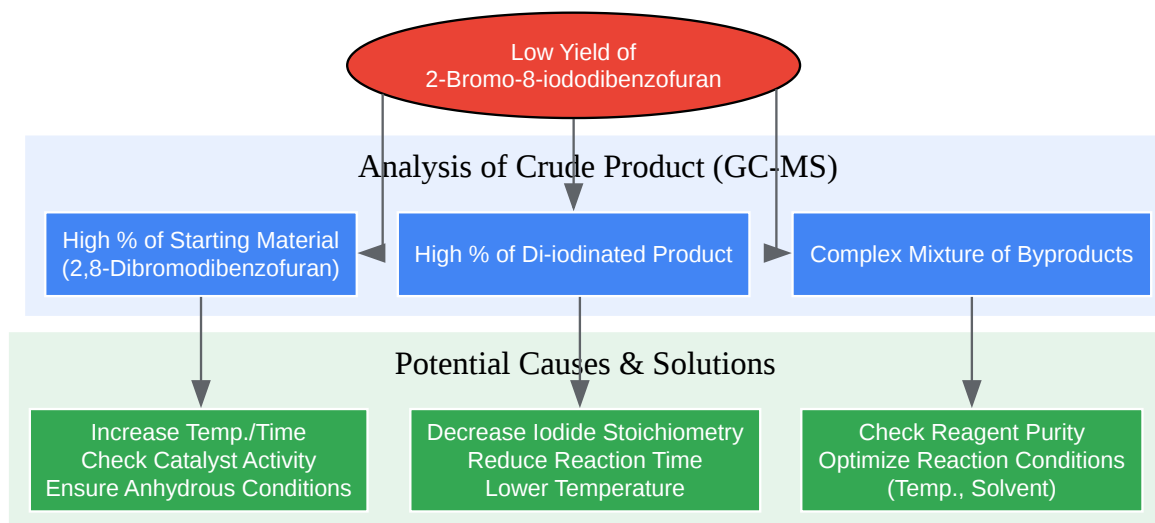 Low Yield of
2-Bromo-8-iododibenzofuran
Analysis of Crude Product (GC-MS)
High % of Starting Material
(2,8-Dibromodibenzofuran)
High % of Di-iodinated Product
Complex Mixture of Byproducts
Potential Causes & Solutions
Increase Temp./Time
Check Catalyst Activity
Ensure Anhydrous Conditions
Decrease Iodide Stoichiometry
Reduce Reaction Time
Lower Temperature
Check Reagent Purity
Optimize Reaction Conditions
(Temp., Solvent)